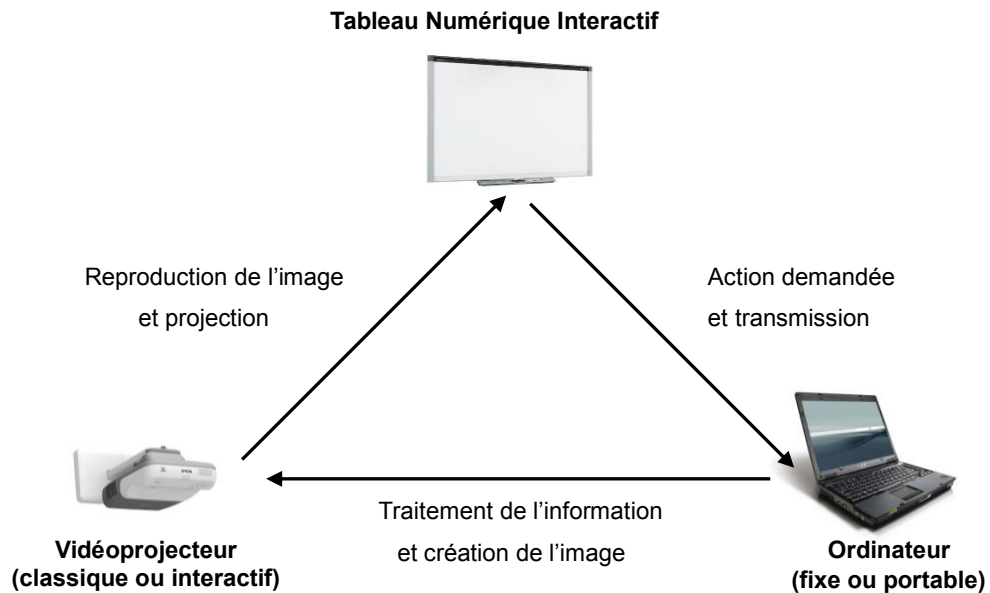 Tableau Numérique Interactif
Reproduction de l’image
et projection
Action demandée
et transmission
Traitement de l’information
et création de l’image
Vidéoprojecteur
(classique ou interactif)
Ordinateur
(fixe ou portable)
EPSON